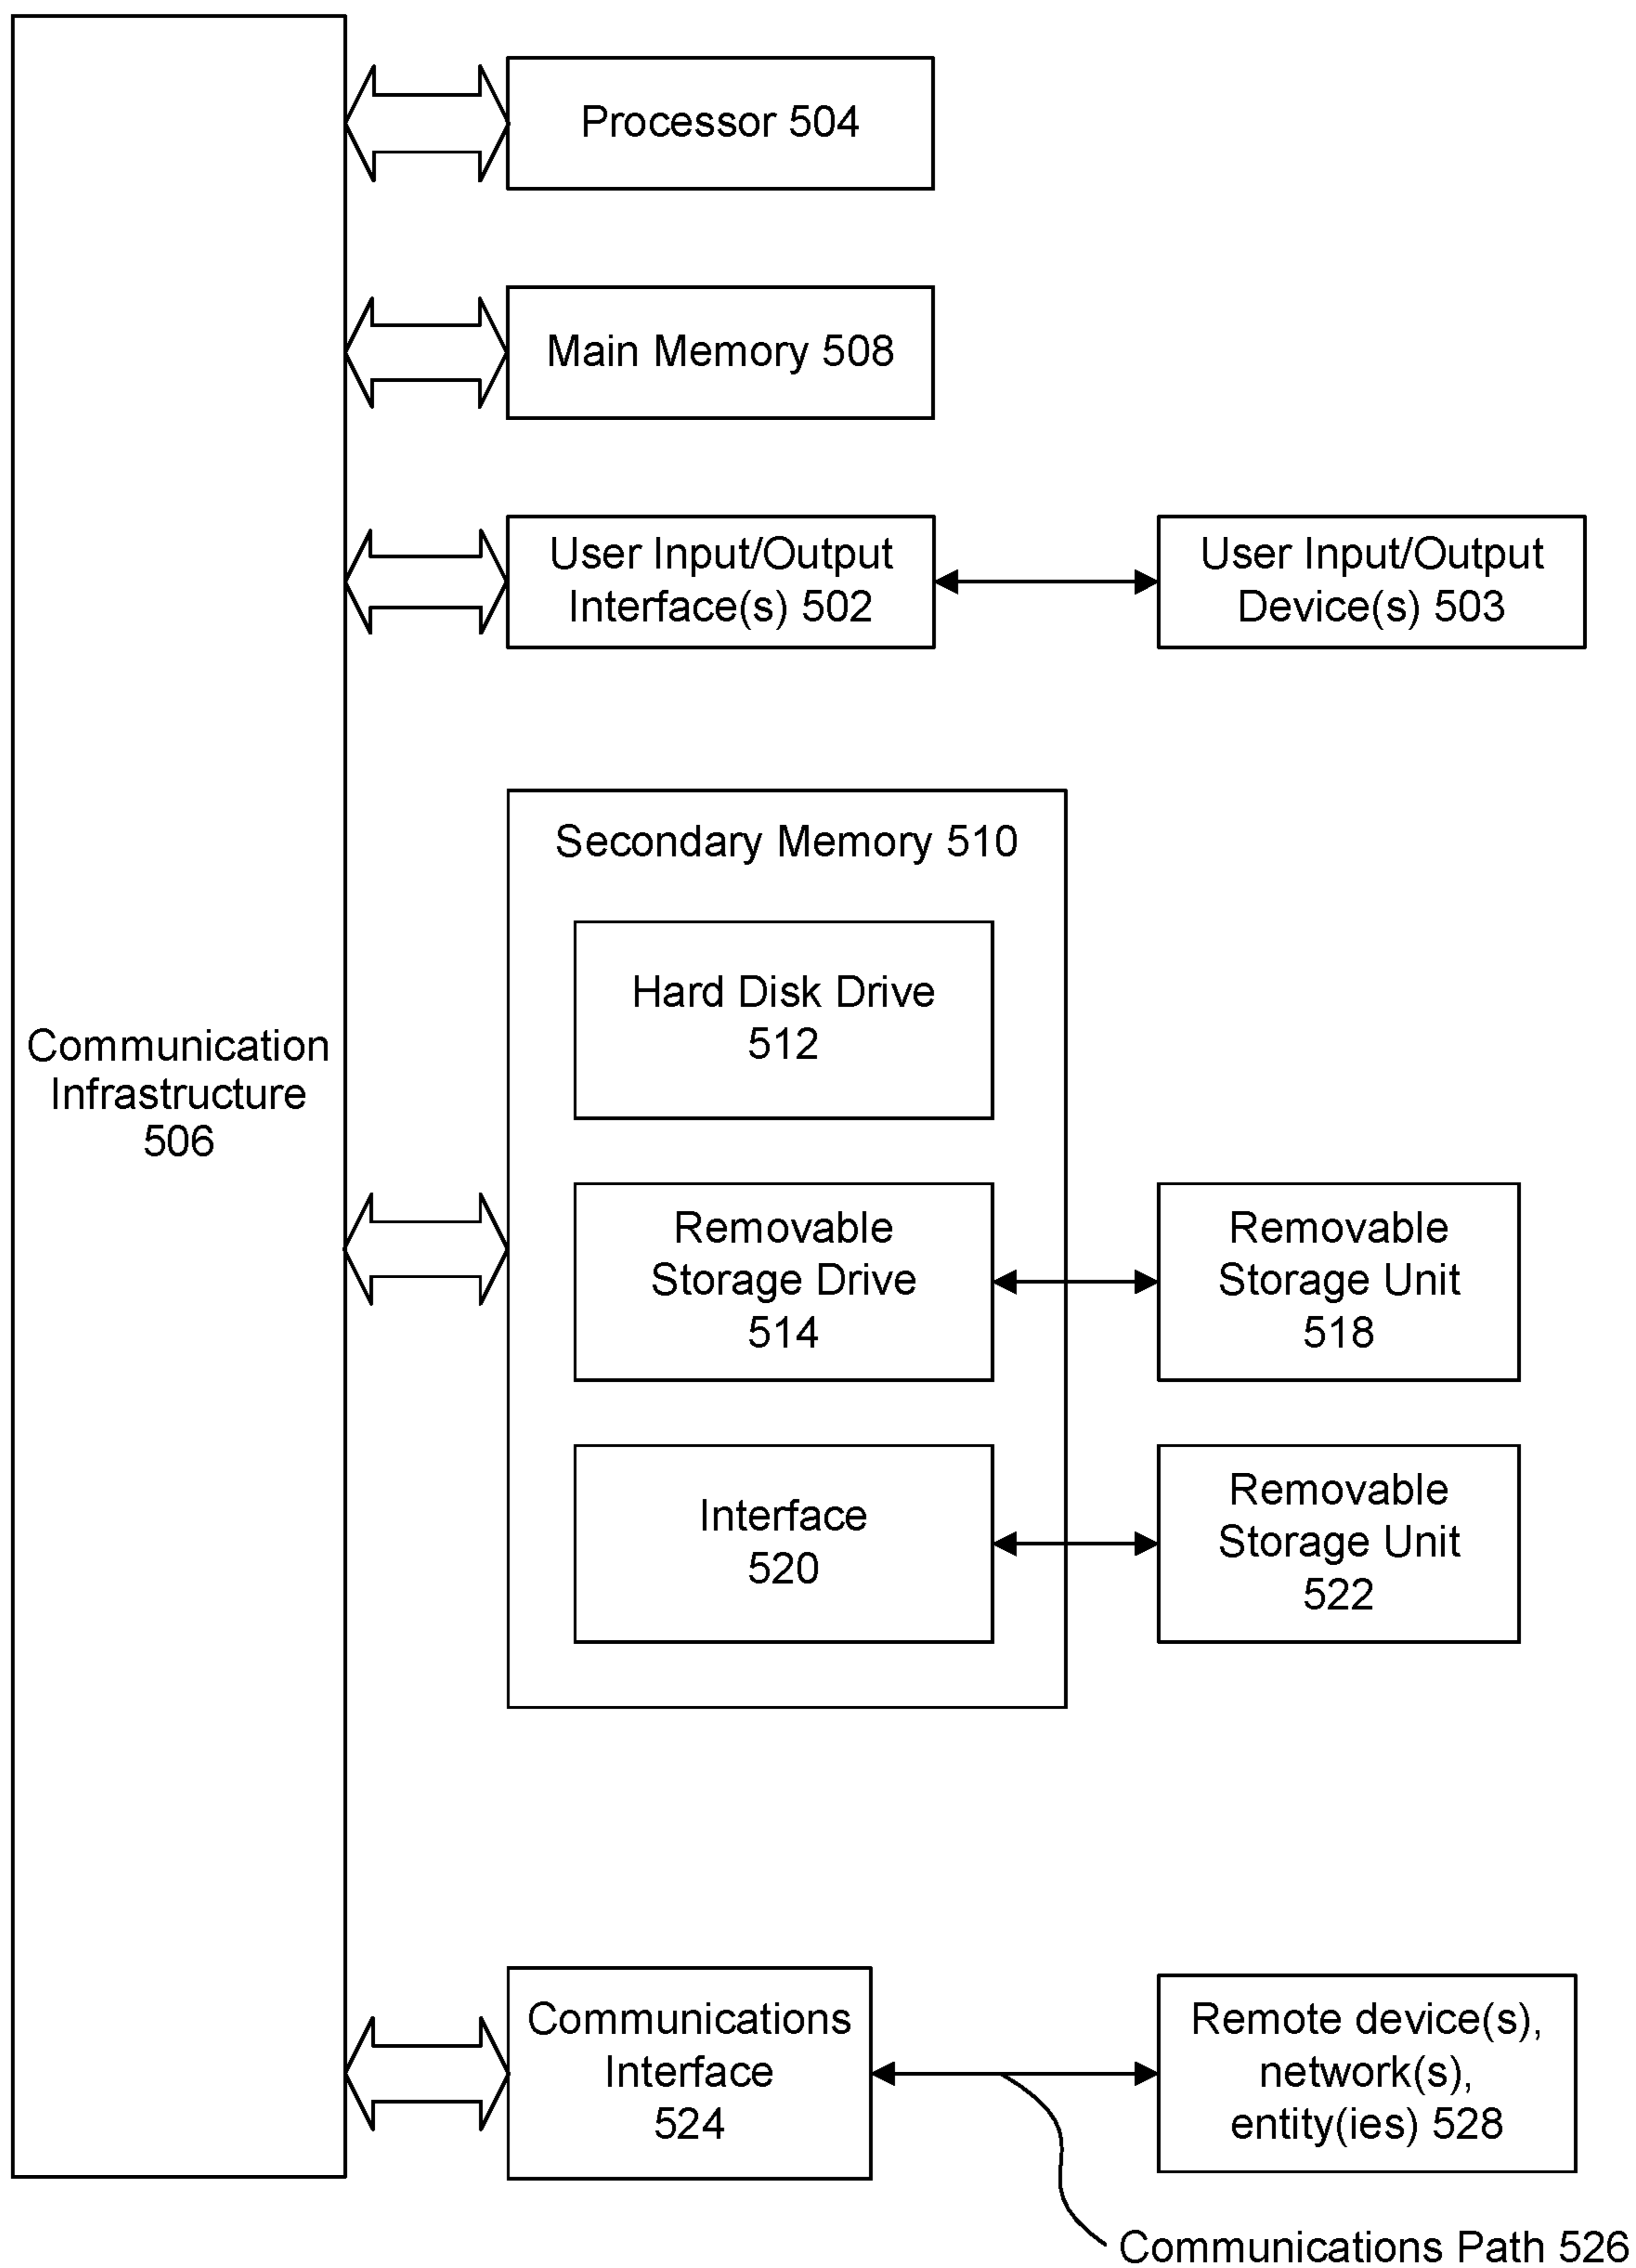 Processor 504
Main Memory 508
User Input/Output
Interface(s) 502
User Input/Output
Device(s) 503
Secondary Memory 510
Hard Disk Drive
512
Communication
Infrastructure
506
Removable
Storage Drive
514
Removable
Storage Unit
518
Interface
520
Removable
Storage Unit
522
Communications
Interface
524
Remote device(s),
network(s),
entity(ies) 528
Communications Path 526